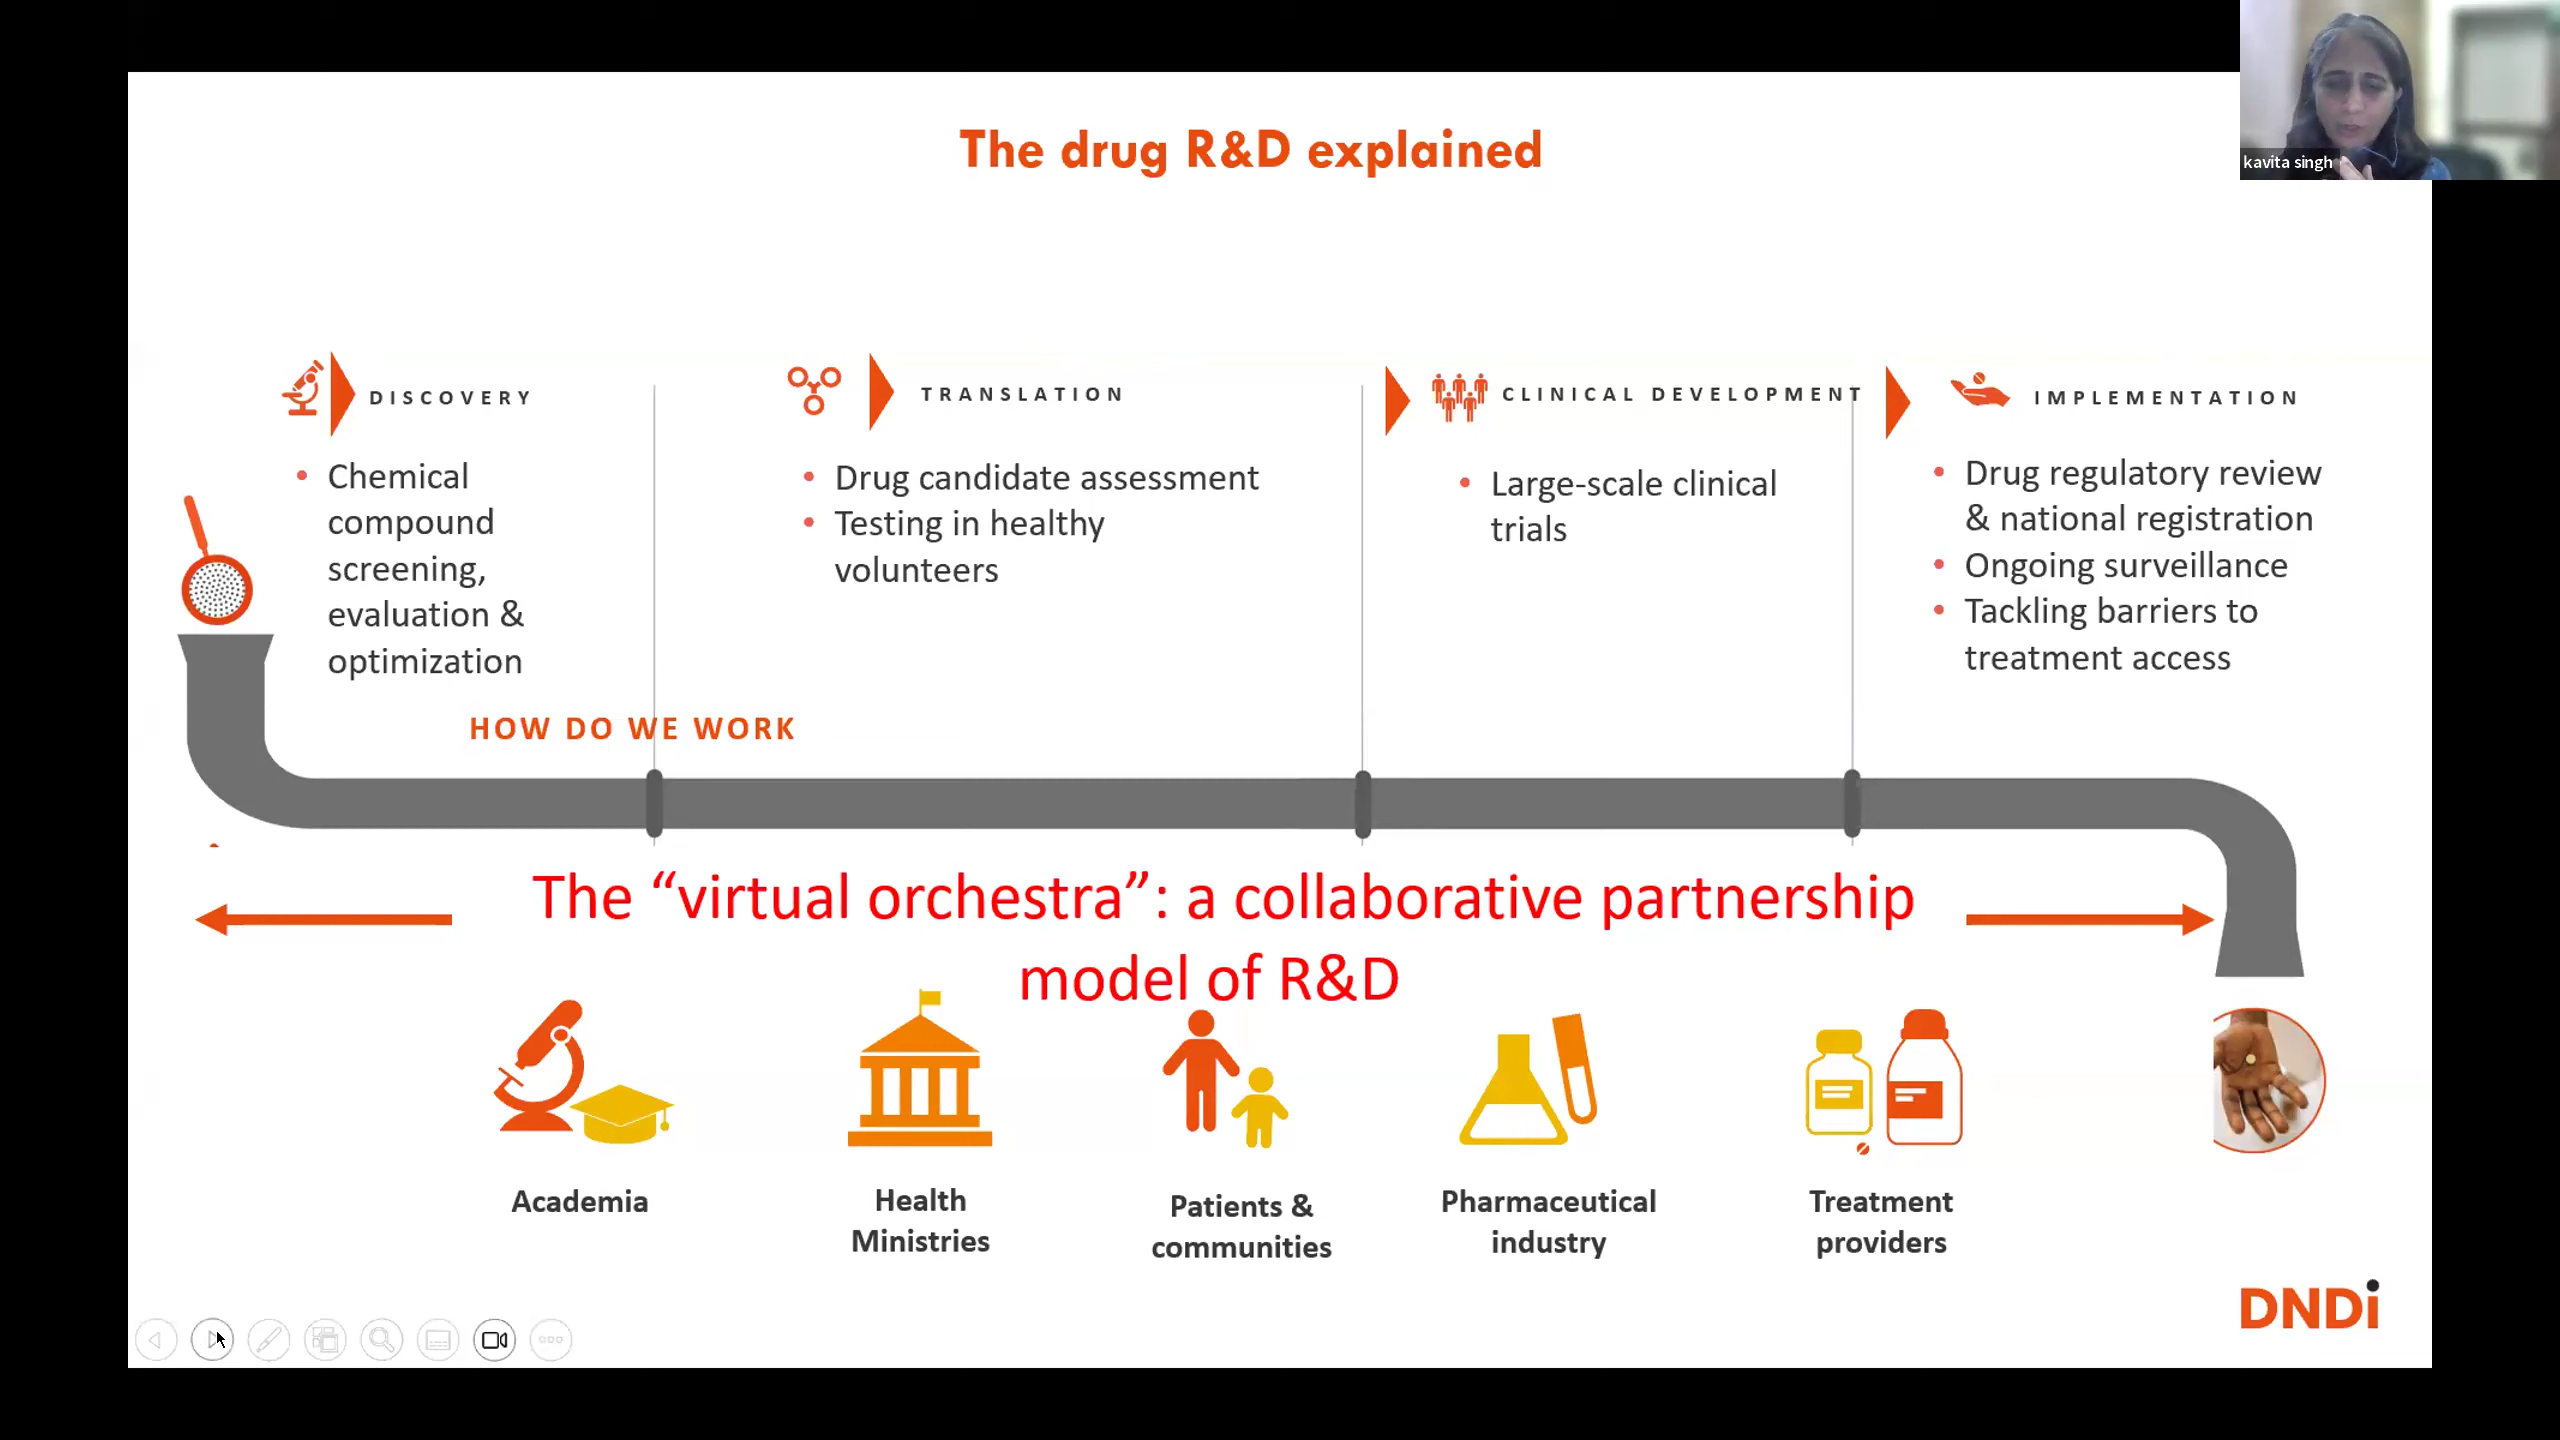 The drug R&D explained
kavita singh
DISCOVERY
Chemical
compound
screening,
evaluation &
optimization
TRANSLATION
• Drug candidate assessment
• Testing in healthy
volunteers
CLINICAL DEVELOPMENT
• Large-scale clinical
trials
IMPLEMENTATION
• Drug regulatory review
& national registration
• Ongoing surveillance
• Tackling barriers to
treatment access
HOW DO WE WORK
The “virtual orchestra”: a collaborative partnership
model of R&D
Academia
Health
Ministries
Patients &
communities
Pharmaceutical
industry
Treatment
providers
DNDi